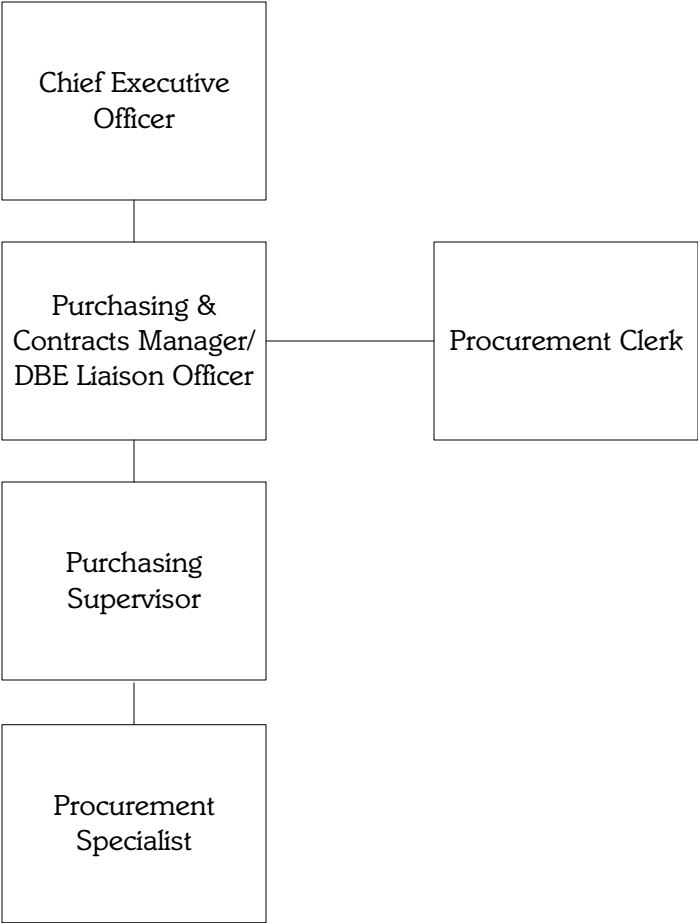 Chief Executive
Officer
Purchasing &
Contracts Manager/
DBE Liaison Officer
Procurement Clerk
Purchasing
Supervisor
Procurement
Specialist